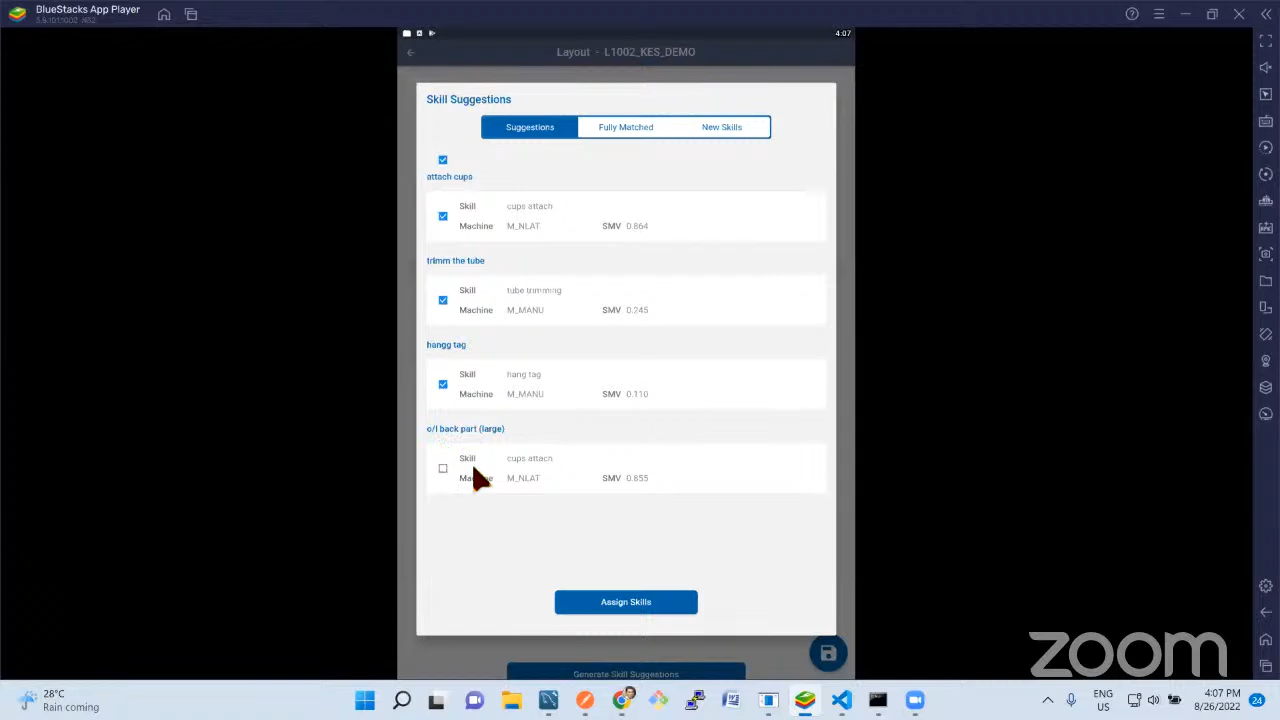 BlueStacks App Player
4:07
Layout - L1002_KES_DEMO
Skill Suggestions
Suggestions
Fully Matched
New Skills
attach cups
Skill cups attach
Machine M_NLAT SMV 0.864
trimm the tube
Skill tube trimming
Machine M_MANU SMV 0.245
hangg tag
Skill hang tag
Machine M_MANU SMV 0.110
o/l back part (large)
Skill cups attach
M_NLAT SMV 0.855
Assign Skills
Generate Skill Suggestions
zoom
28°C
Rain coming
ENG
US
4:07 PM
8/26/2022
24